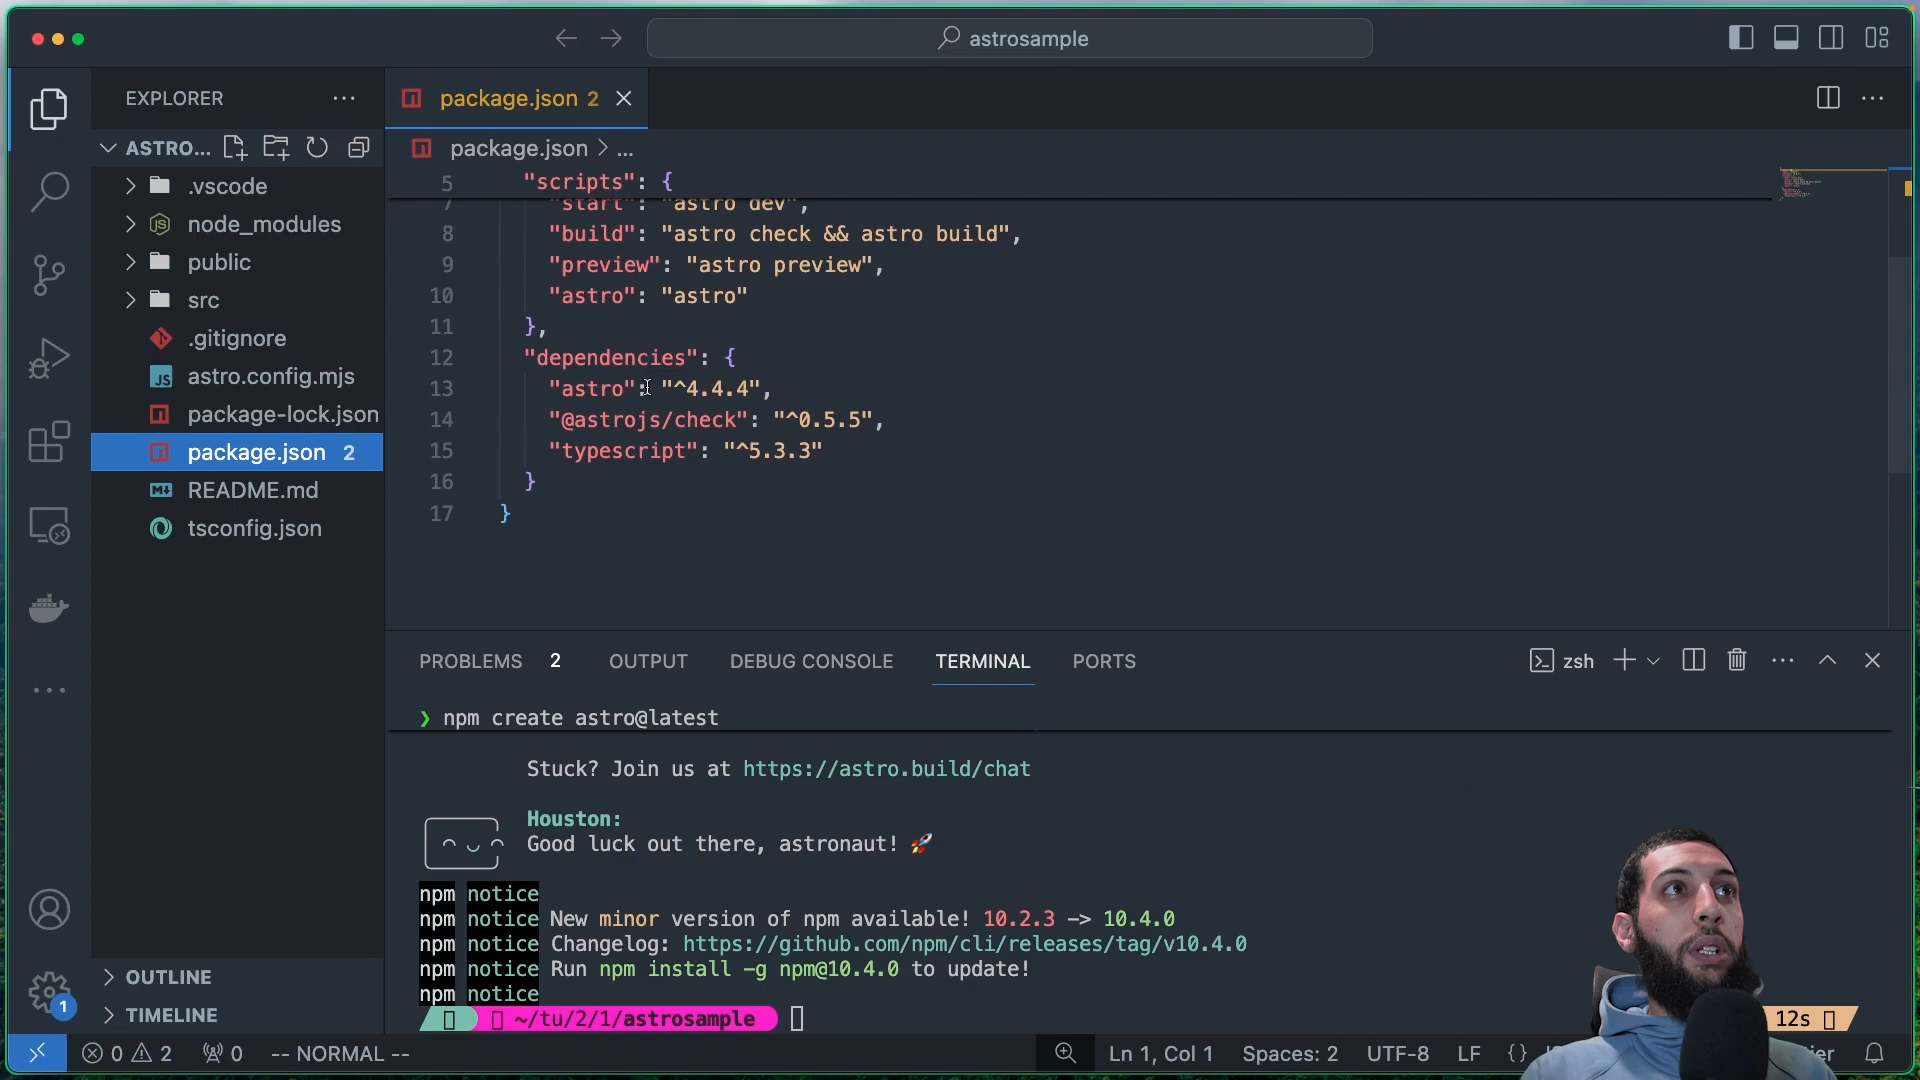 astrosample
EXPLORER
package.json 2
ASTRO...
package.json > ...
.vscode
node_modules
public
src
.gitignore
astro.config.mjs
package-lock.json
package.json 2
README.md
tsconfig.json
5 "scripts": {
7 "start": "astro dev",
8 "build": "astro check && astro build",
9 "preview": "astro preview",
10 "astro": "astro"
11 },
12 "dependencies": {
13 "astro": "^4.4.4",
14 "@astrojs/check": "^0.5.5",
15 "typescript": "^5.3.3"
16 }
17 }
PROBLEMS 2 OUTPUT DEBUG CONSOLE TERMINAL PORTS
zsh
❯ npm create astro@latest
Stuck? Join us at https://astro.build/chat
Houston:
Good luck out there, astronaut! 🚀
npm notice
npm notice New minor version of npm available! 10.2.3 -> 10.4.0
npm notice Changelog: https://github.com/npm/cli/releases/tag/v10.4.0
npm notice Run npm install -g npm@10.4.0 to update!
npm notice
~/tu/2/1/astrosample
12s
OUTLINE
TIMELINE
1
0 2 0 -- NORMAL --
Ln 1, Col 1 Spaces: 2 UTF-8 LF {}